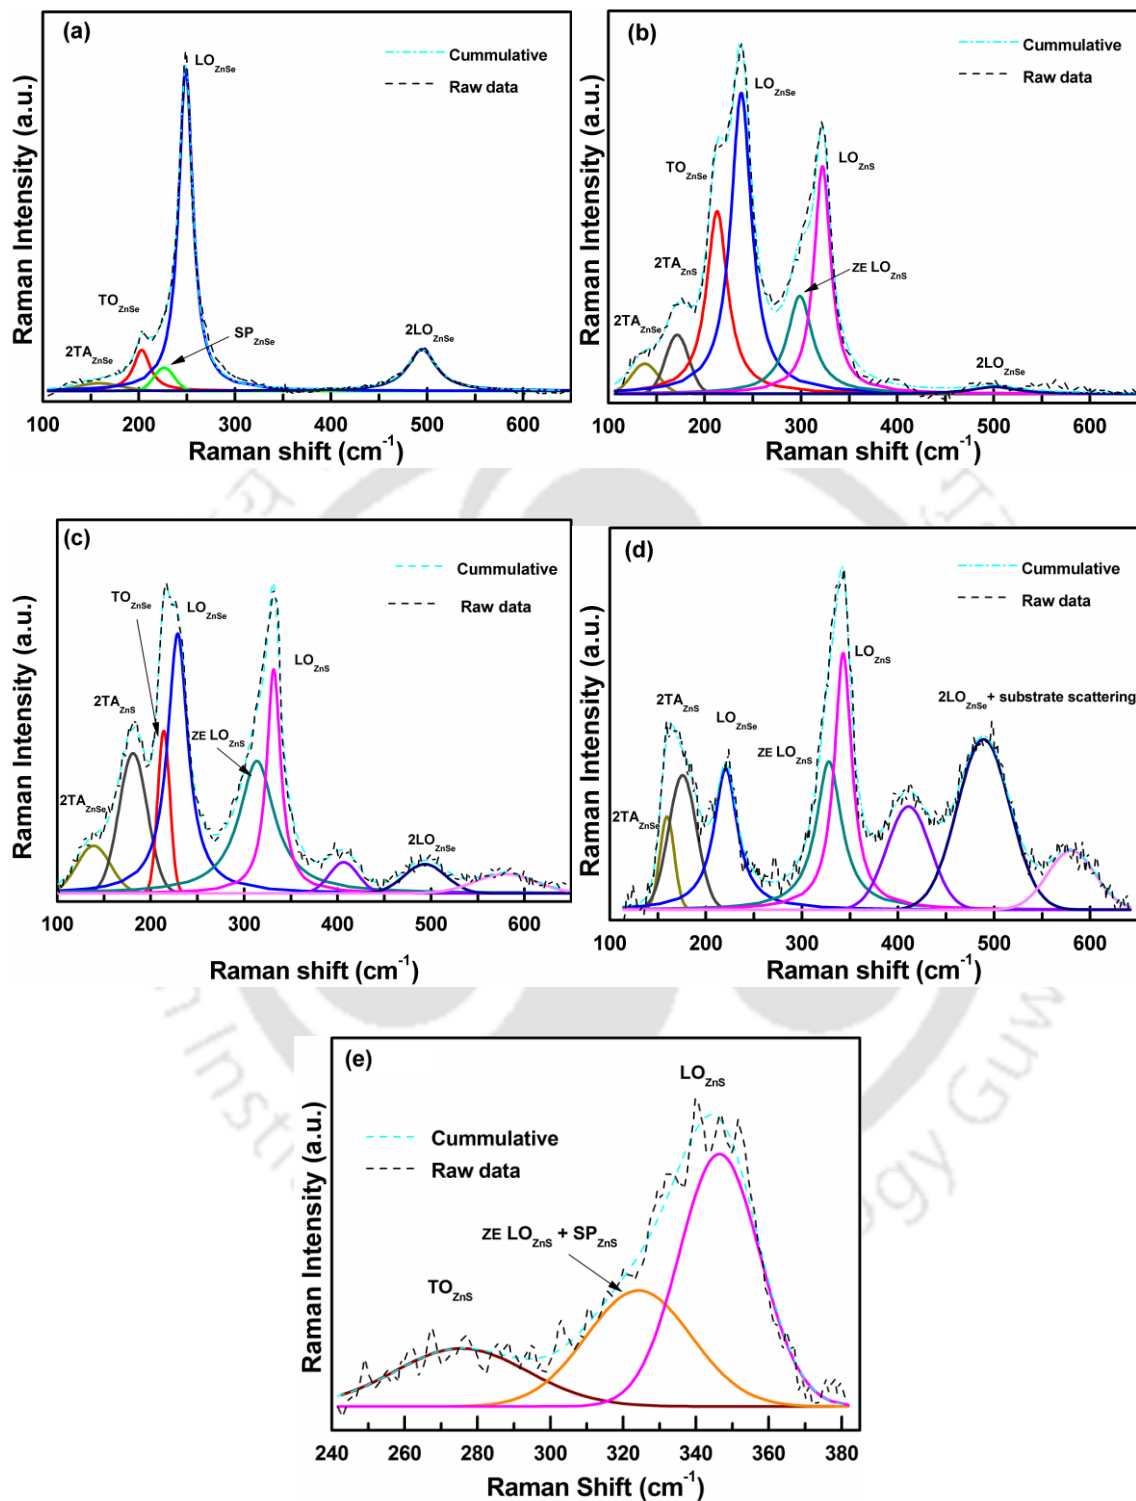 (a)
LO ZnSe
Cummulative
Raw data
TO ZnSe
SP ZnSe
2TA ZnSe
2LO ZnSe
Raman Intensity (a.u.)
100 200 300 400 500 600
Raman shift (cm-1)
(b)
Cummulative
LO ZnSe
Raw data
TO ZnSe
LO ZnS
2TA ZnS
ZE LO ZnS
2TA ZnSe
2LO ZnSe
Raman Intensity (a.u.)
100 200 300 400 500 600
Raman shift (cm-1)
(c)
Cummulative
TO ZnSe
LO ZnSe
Raw data
LO ZnS
2TA ZnS
ZE LO ZnS
2TA ZnSe
2LO ZnSe
Raman Intensity (a.u.)
100 200 300 400 500 600
Raman shift (cm-1)
(d)
Cummulative
Raw data
LO ZnS
2TA ZnS
LO ZnSe
2LO ZnSe + substrate scattering
ZE LO ZnS
2TA ZnSe
Raman Intensity (a.u.)
100 200 300 400 500 600
Raman shift (cm-1)
(e)
LO ZnS
Cummulative
Raw data
ZE LO ZnS + SP ZnS
TO ZnS
Raman Intensity (a.u.)
240 260 280 300 320 340 360 380
Raman Shift (cm-1)